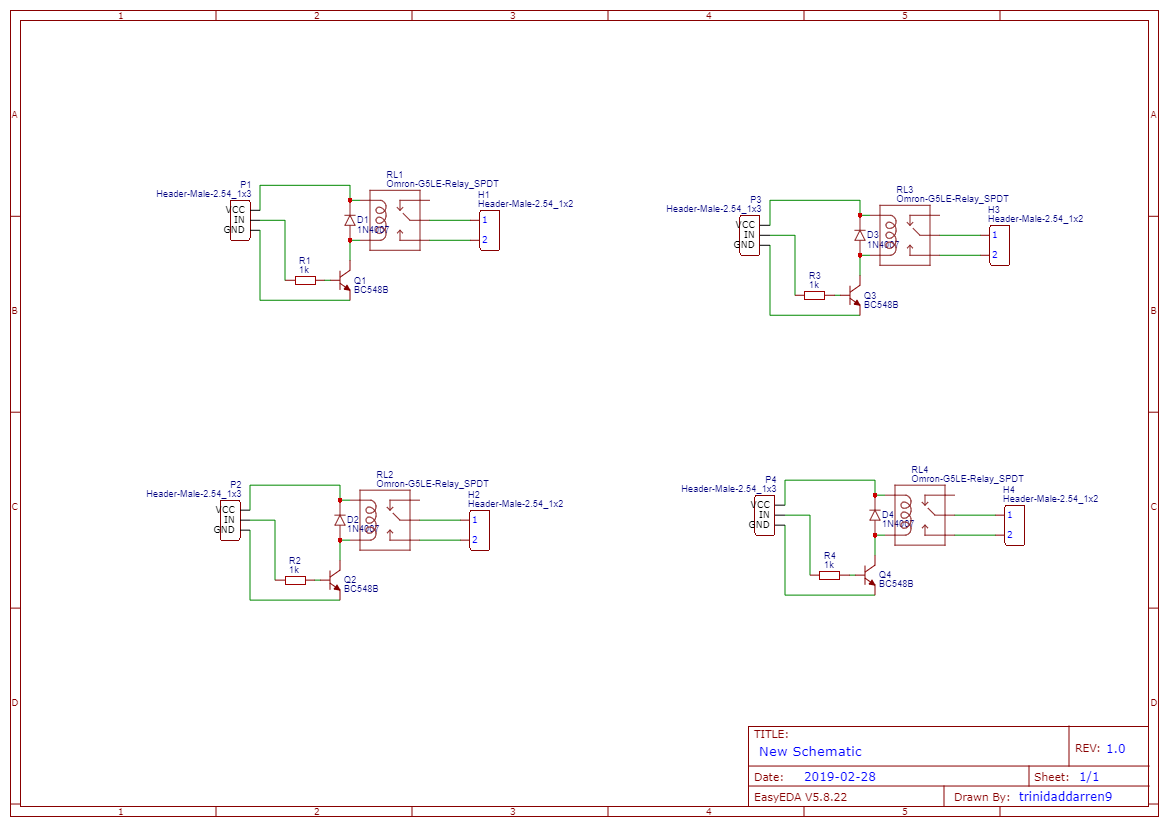 1 2 3 4 5
A A
B B
C C
D D
RL1
Omron-G5LE-Relay_SPDT
P1
Header-Male-2.54_1x3
H1
Header-Male-2.54_1x2
VCC
IN
GND
D1
1N4007
1
2
R1
1k
Q1
BC548B
RL3
Omron-G5LE-Relay_SPDT
P3
Header-Male-2.54_1x3
H3
Header-Male-2.54_1x2
VCC
IN
GND
D3
1N4007
1
2
R3
1k
Q3
BC548B
RL2
Omron-G5LE-Relay_SPDT
P2
Header-Male-2.54_1x3
H2
Header-Male-2.54_1x2
VCC
IN
GND
D2
1N4007
1
2
R2
1k
Q2
BC548B
RL4
Omron-G5LE-Relay_SPDT
P4
Header-Male-2.54_1x3
H4
Header-Male-2.54_1x2
VCC
IN
GND
D4
1N4007
1
2
R4
1k
Q4
BC548B
TITLE:
New Schematic
REV: 1.0
Date: 2019-02-28
Sheet: 1/1
EasyEDA V5.8.22
Drawn By: trinidaddarren9
1 2 3 4 5